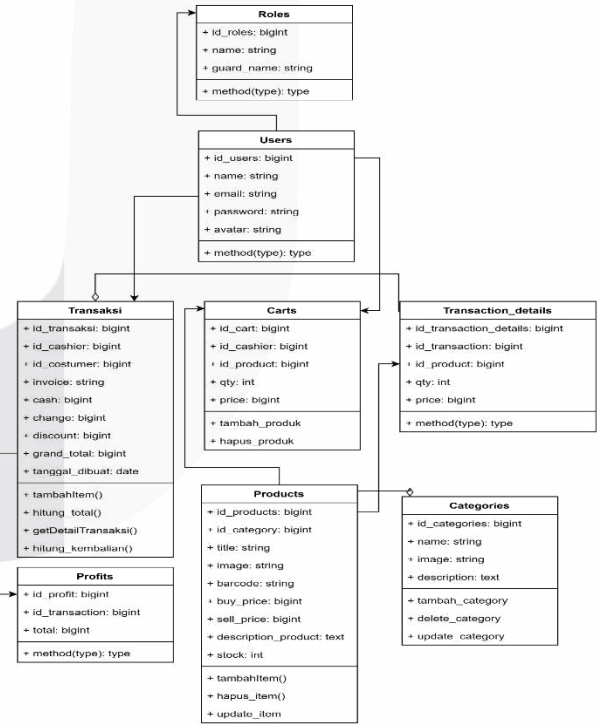 Roles
+ id_roles: bigint
+ name: string
+ guard_name: string
+ method(type): type
Users
+ id_users: bigint
+ name: string
+ email: string
+ password: string
+ avatar: string
+ method(type): type
Transaksi
+ id_transaksi: bigint
+ id_cashier: bigint
+ id_costumer: bigint
+ invoice: string
+ cash: bigint
+ change: bigint
+ discount: bigint
+ grand_total: bigint
+ tanggal_dibuat: date
+ tambahItem()
+ hitung_total()
+ getDetailTransaksi()
+ hitung_kembalian()
Carts
+ id_cart: bigint
+ id_cashier: bigint
+ id_product: bigint
+ qty: int
+ price: bigint
+ tambah_produk
+ hapus_produk
Transaction_details
+ id_transaction_details: bigint
+ id_transaction: bigint
+ id_product: bigint
+ qty: int
+ price: bigint
+ method(type): type
Products
+ id_products: bigint
+ id_category: bigint
+ title: string
+ image: string
+ barcode: string
+ buy_price: bigint
+ sell_price: bigint
+ description_product: text
+ stock: int
+ tambahItem()
+ hapus_item()
+ update_item
Categories
+ id_categories: bigint
+ name: string
+ image: string
+ description: text
+ tambah_category
+ delete_category
+ update_category
Profits
+ id_profit: bigint
+ id_transaction: bigint
+ total: bigint
+ method(type): type